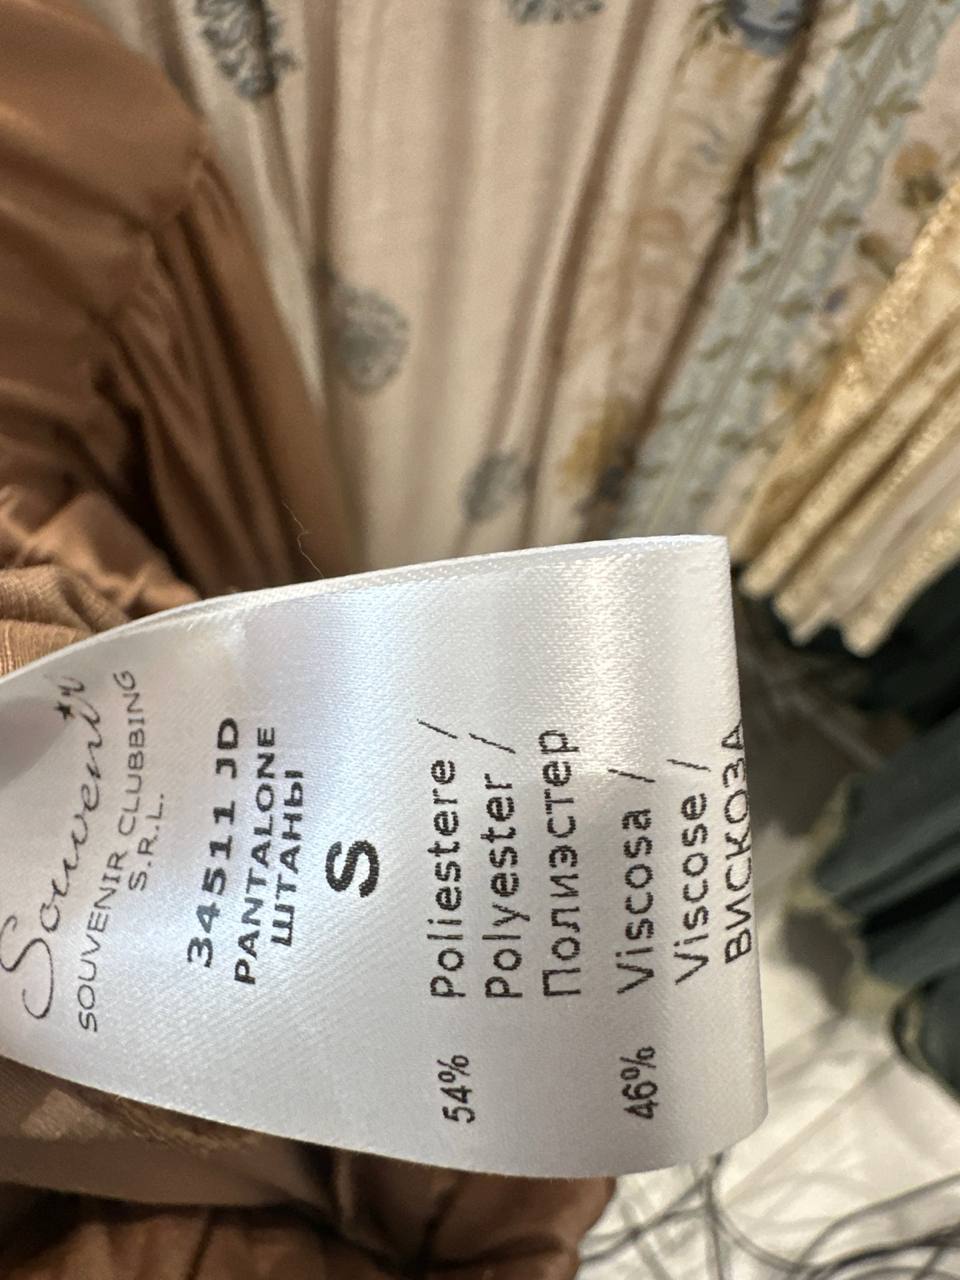 Souvenir
SOUVENIR CLUBBING
S.R.L.
34511 JD
PANTALONE
ШТАНЫ
S
54% Poliestere /
Polyester /
Полиэстер
46% Viscosa /
Viscose /
ВИСКОЗА